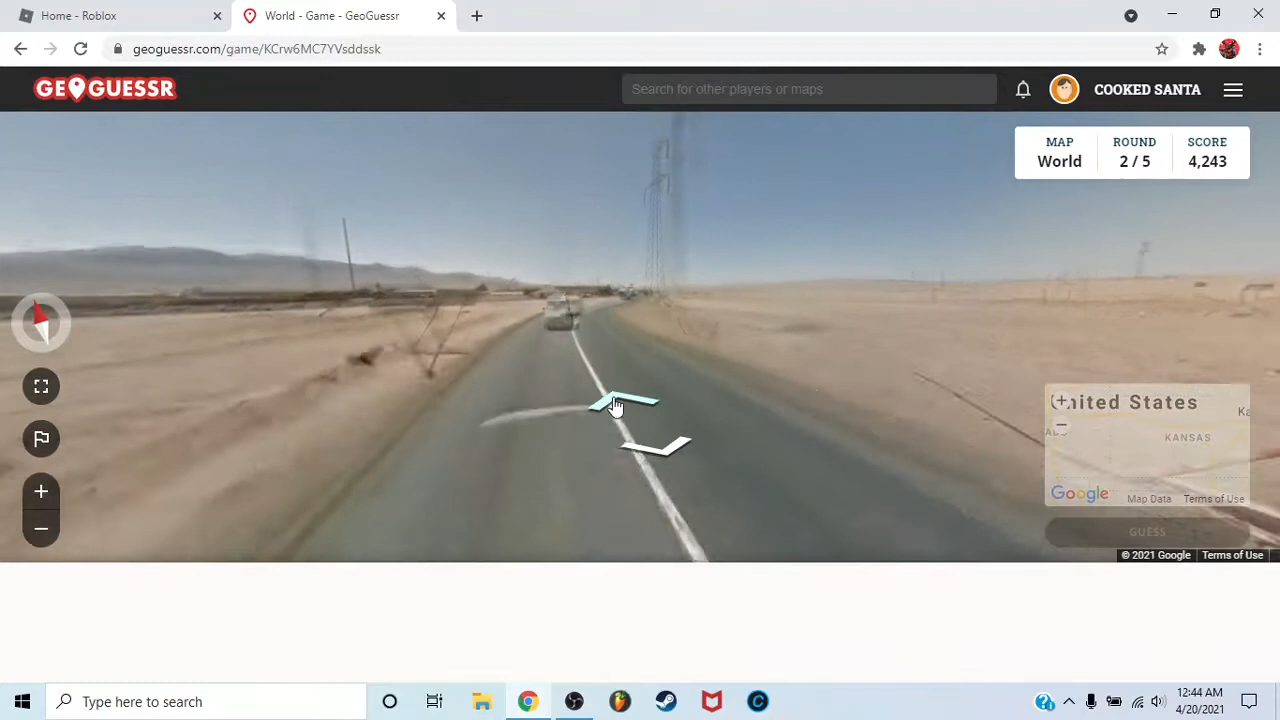 Home - Roblox
World - Game - GeoGuessr
geoguessr.com/game/KCrw6MC7YVsddssk
GEOGUESSR
Search for other players or maps
COOKED SANTA
MAP ROUND SCORE
World 2 / 5 4,243
United States
KANSAS
Google Map Data Terms of Use
GUESS
© 2021 Google Terms of Use
Type here to search
12:44 AM
4/20/2021